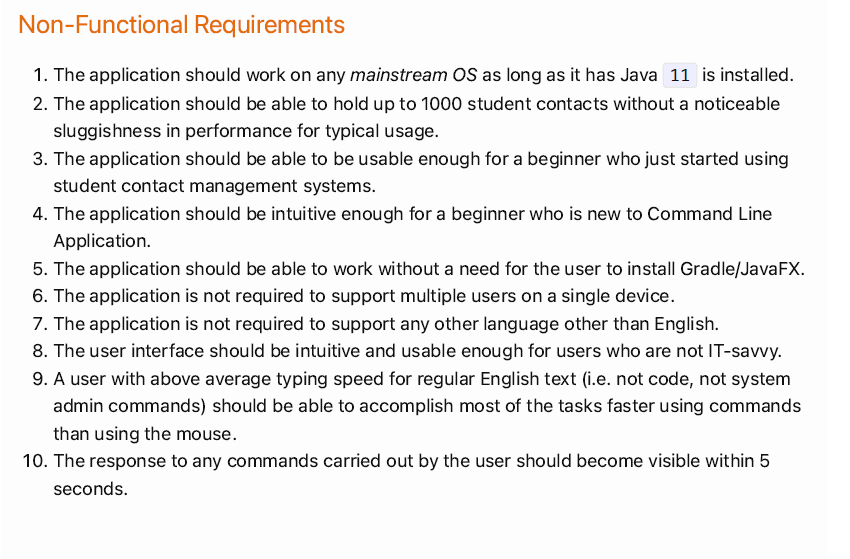 Non-Functional Requirements
1. The application should work on any mainstream OS as long as it has Java 11 is installed.
2. The application should be able to hold up to 1000 student contacts without a noticeable
sluggishness in performance for typical usage.
3. The application should be able to be usable enough for a beginner who just started using
student contact management systems.
4. The application should be intuitive enough for a beginner who is new to Command Line
Application.
5. The application should be able to work without a need for the user to install Gradle/JavaFX.
6. The application is not required to support multiple users on a single device.
7. The application is not required to support any other language other than English.
8. The user interface should be intuitive and usable enough for users who are not IT-savvy.
9. A user with above average typing speed for regular English text (i.e. not code, not system
admin commands) should be able to accomplish most of the tasks faster using commands
than using the mouse.
10. The response to any commands carried out by the user should become visible within 5
seconds.